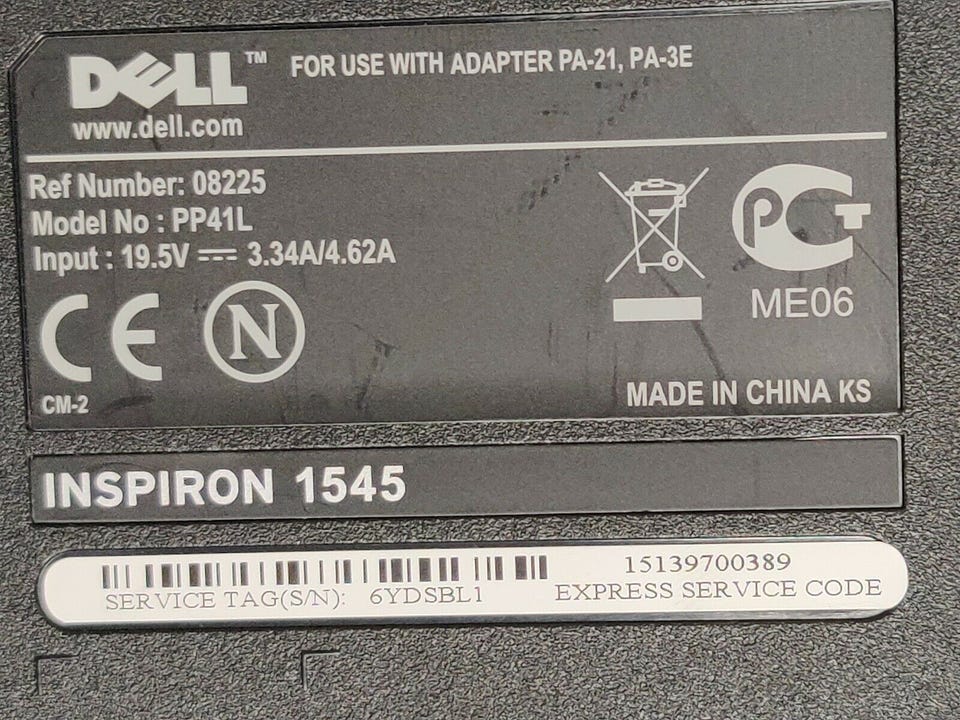 DELL™ FOR USE WITH ADAPTER PA-21, PA-3E
www.dell.com
Ref Number: 08225
Model No : PP41L
Input : 19.5V ⎓ 3.34A/4.62A
CE N
PCT
ME06
CM-2
MADE IN CHINA KS
INSPIRON 1545
15139700389
SERVICE TAG(S/N): 6YDSBL1 EXPRESS SERVICE CODE